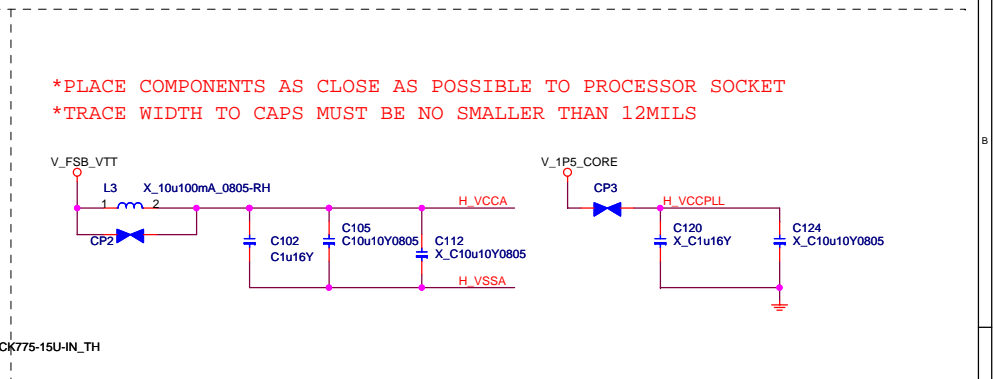 *PLACE COMPONENTS AS CLOSE AS POSSIBLE TO PROCESSOR SOCKET
*TRACE WIDTH TO CAPS MUST BE NO SMALLER THAN 12MILS
B
V_FSB_VTT
V_1P5_CORE
L3 X_10u100mA_0805-RH
1 2
CP2
H_VCCA
C102
C1u16Y
C105
C10u10Y0805
C112
X_C10u10Y0805
H_VSSA
CP3
H_VCCPLL
C120
X_C1u16Y
C124
X_C10u10Y0805
CK775-15U-IN_TH